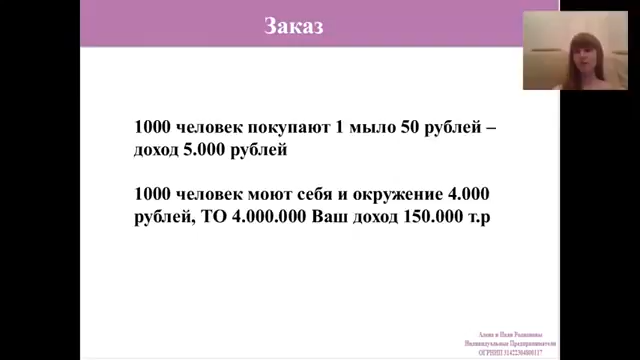 Заказ
1000 человек покупают 1 мыло 50 рублей –
доход 5.000 рублей
1000 человек моют себя и окружение 4.000
рублей, ТО 4.000.000 Ваш доход 150.000 т.р
Индивидуальные Предприниматели